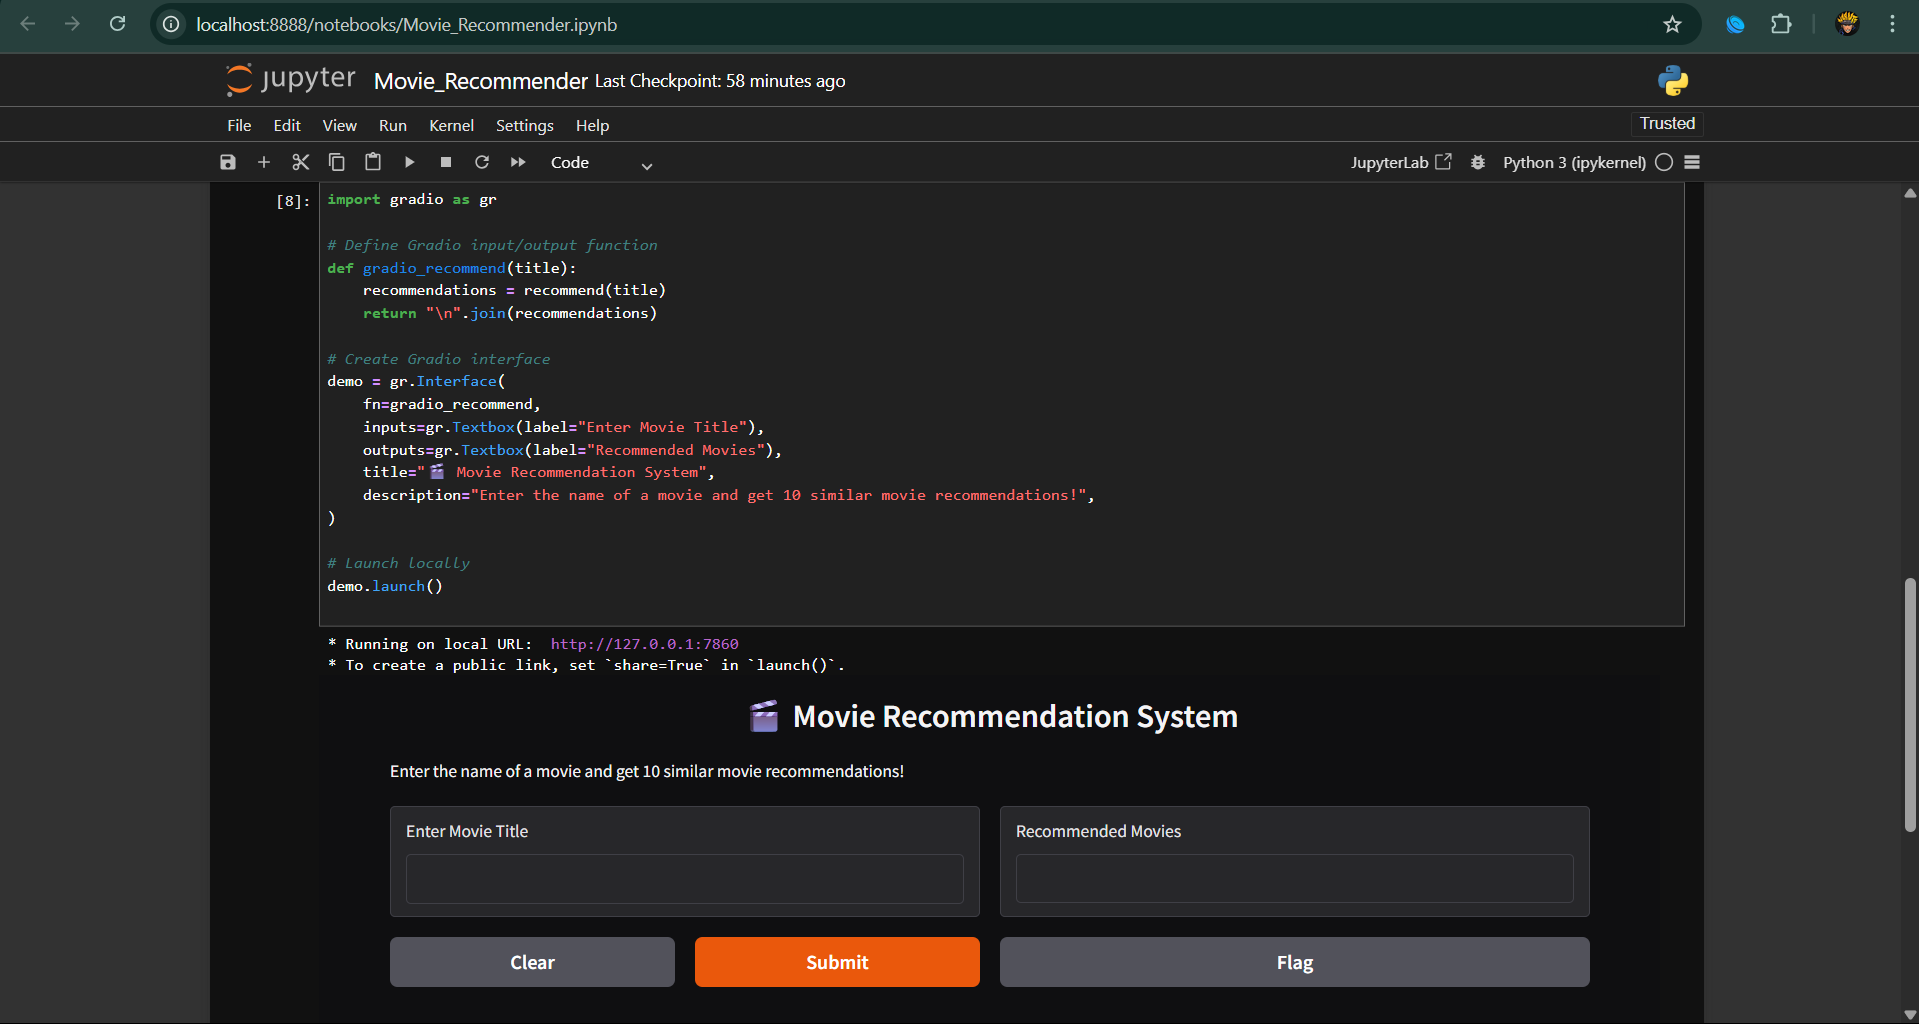 localhost:8888/notebooks/Movie_Recommender.ipynb
jupyter Movie_Recommender Last Checkpoint: 58 minutes ago
File Edit View Run Kernel Settings Help Trusted
Code JupyterLab Python 3 (ipykernel)
[8]: import gradio as gr
# Define Gradio input/output function
def gradio_recommend(title):
    recommendations = recommend(title)
    return "\n".join(recommendations)
# Create Gradio interface
demo = gr.Interface(
    fn=gradio_recommend,
    inputs=gr.Textbox(label="Enter Movie Title"),
    outputs=gr.Textbox(label="Recommended Movies"),
    title="🎬 Movie Recommendation System",
    description="Enter the name of a movie and get 10 similar movie recommendations!",
)
# Launch locally
demo.launch()
* Running on local URL:  http://127.0.0.1:7860
* To create a public link, set `share=True` in `launch()`.
🎬 Movie Recommendation System
Enter the name of a movie and get 10 similar movie recommendations!
Enter Movie Title
Recommended Movies
Clear Submit Flag